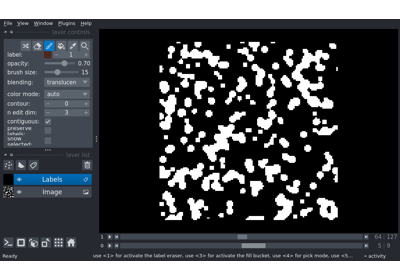 File View Window Plugins Help
layer controls
label: 1
opacity: 0.70
brush size: 15
blending: translucen
color mode: auto
contour: 0
n edit dim: 3
contiguous:
preserve labels:
show selected:
layer list
Labels
Image
1 64 127
0 5 9
Ready use <1> for activate the label eraser, use <3> for activate the fill bucket, use <4> for pick mode, use <5... activity